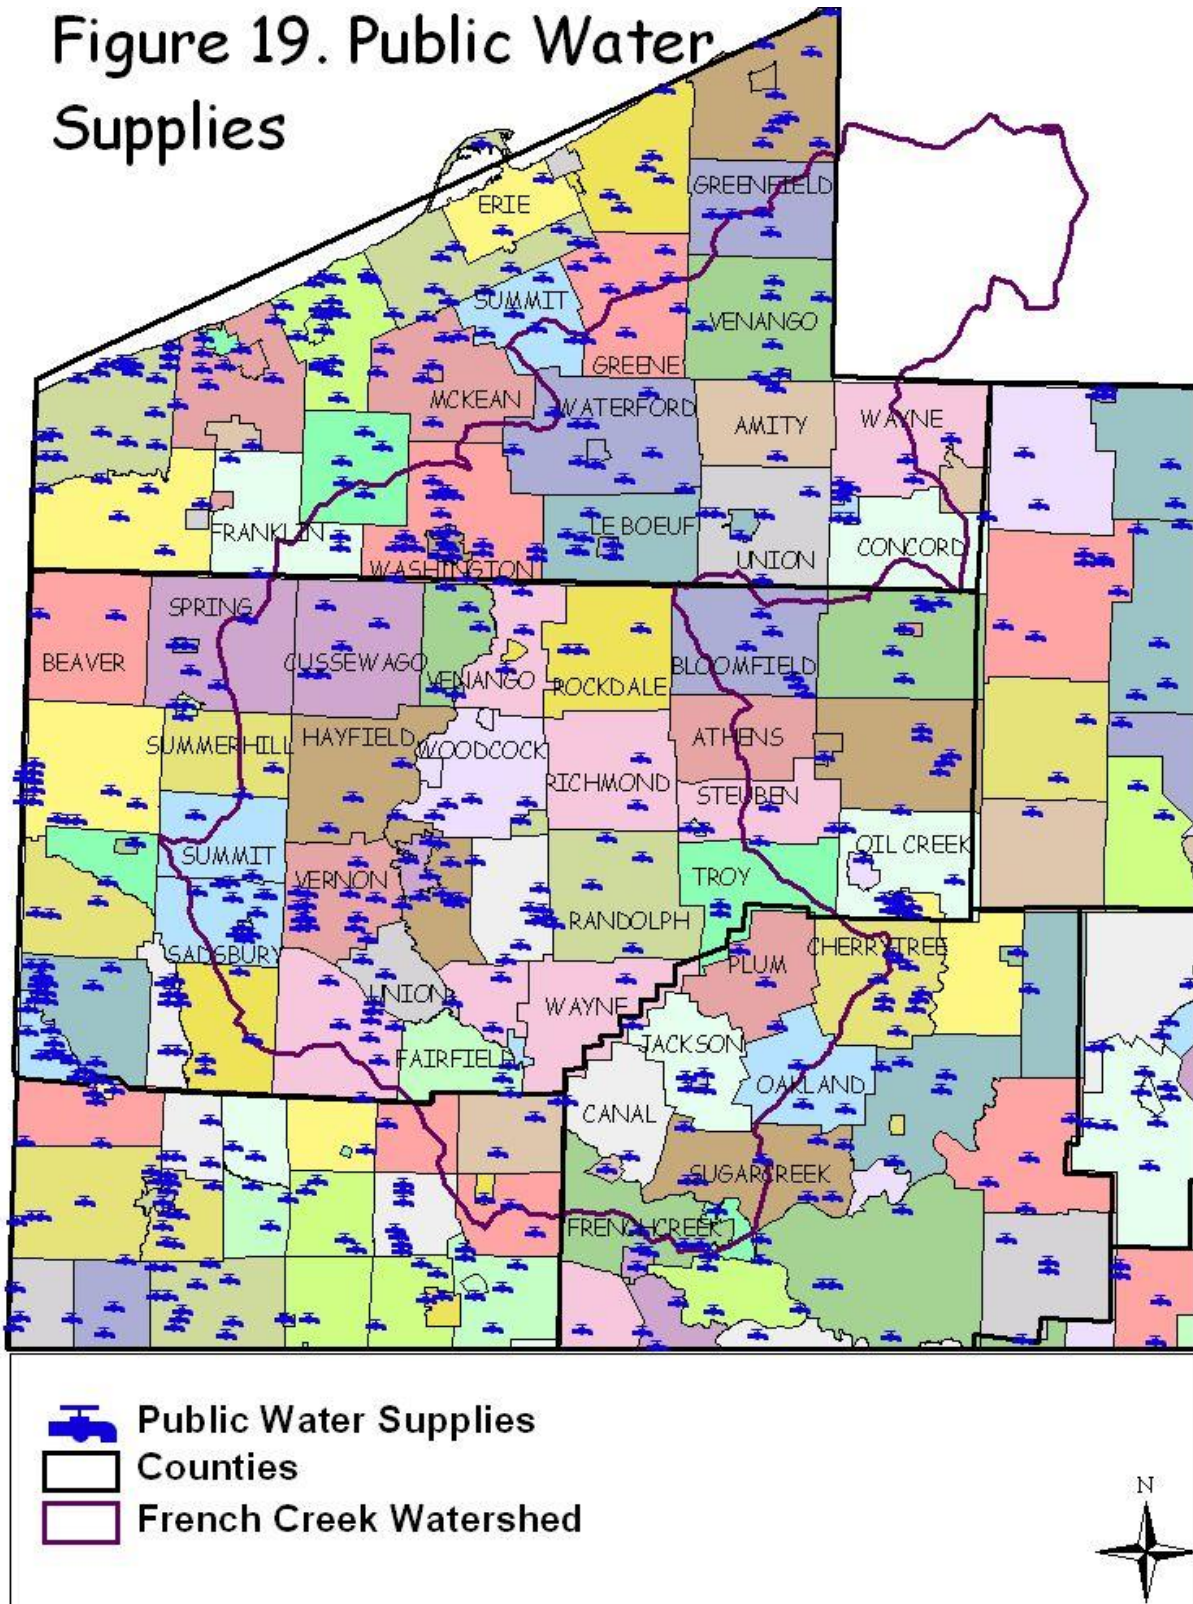 Figure 19. Public Water
Supplies
GREENFIELD
ERIE
SUMMIT
VENANGO
GREENE
MCKEAN
WATERFORD
AMITY
WAYNE
FRANKLIN
LE BOEUF
UNION
CONCORD
WASHINGTON
SPRING
BEAVER
CUSSEWAGO
VENANGO
ROCKDALE
BLOOMFIELD
SUMMERHILL
HAYFIELD
WOODCOCK
ATHENS
RICHMOND
STEUBEN
SUMMIT
OIL CREEK
VERNON
TROY
RANDOLPH
SADSBURY
CHERRYTREE
PLUM
UNION
WAYNE
JACKSON
FAIRFIELD
OAKLAND
CANAL
SUGARCREEK
FRENCHCREEK
Public Water Supplies
Counties
French Creek Watershed
N